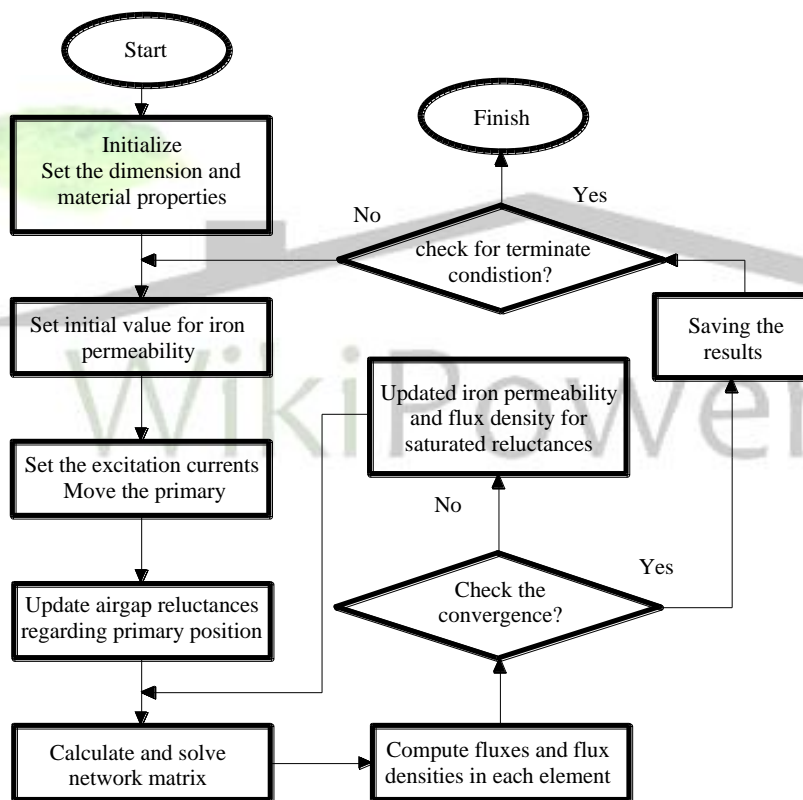 Start
Initialize
Set the dimension and
material properties
Finish
No
Yes
check for terminate
condistion?
Set initial value for iron
permeability
Saving the
results
WikiPower
Updated iron permeability
and flux density for
saturated reluctances
Set the excitation currents
Move the primary
No
Yes
Check the
convergence?
Update airgap reluctances
regarding primary position
Calculate and solve
network matrix
Compute fluxes and flux
densities in each element